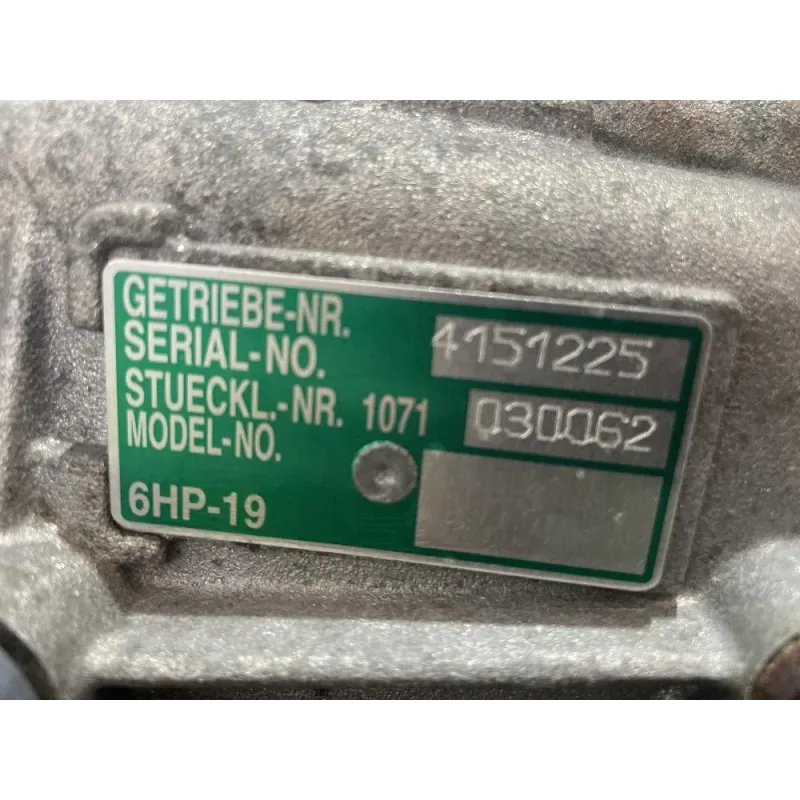 GETRIEBE-NR.
SERIAL-NO. 4151225
STUECKL.-NR. 1071 030062
MODEL-NO.
6HP-19